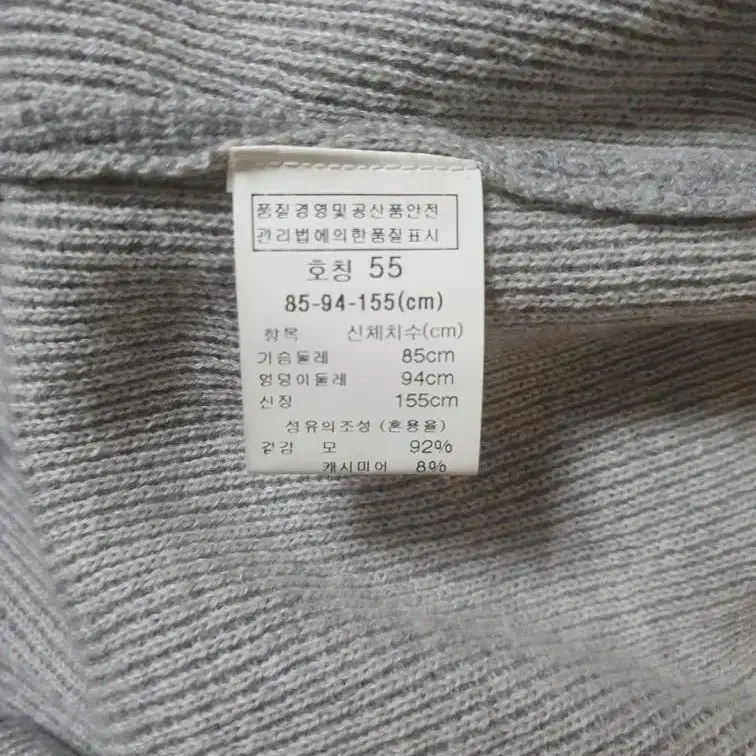 품질경영및공산품안전
관리법에의한품질표시
호칭 55
85-94-155(cm)
항목 신체치수(cm)
가슴둘레 85cm
엉덩이둘레 94cm
신장 155cm
섬유의조성 (혼용율)
겉감 모 92%
캐시미어 8%